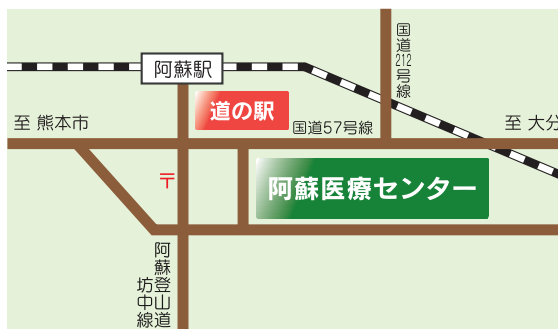 国道212号線
阿蘇駅
道の駅
至 熊本市
国道57号線
至 大分
〒
阿蘇医療センター
阿蘇登山道
坊中線